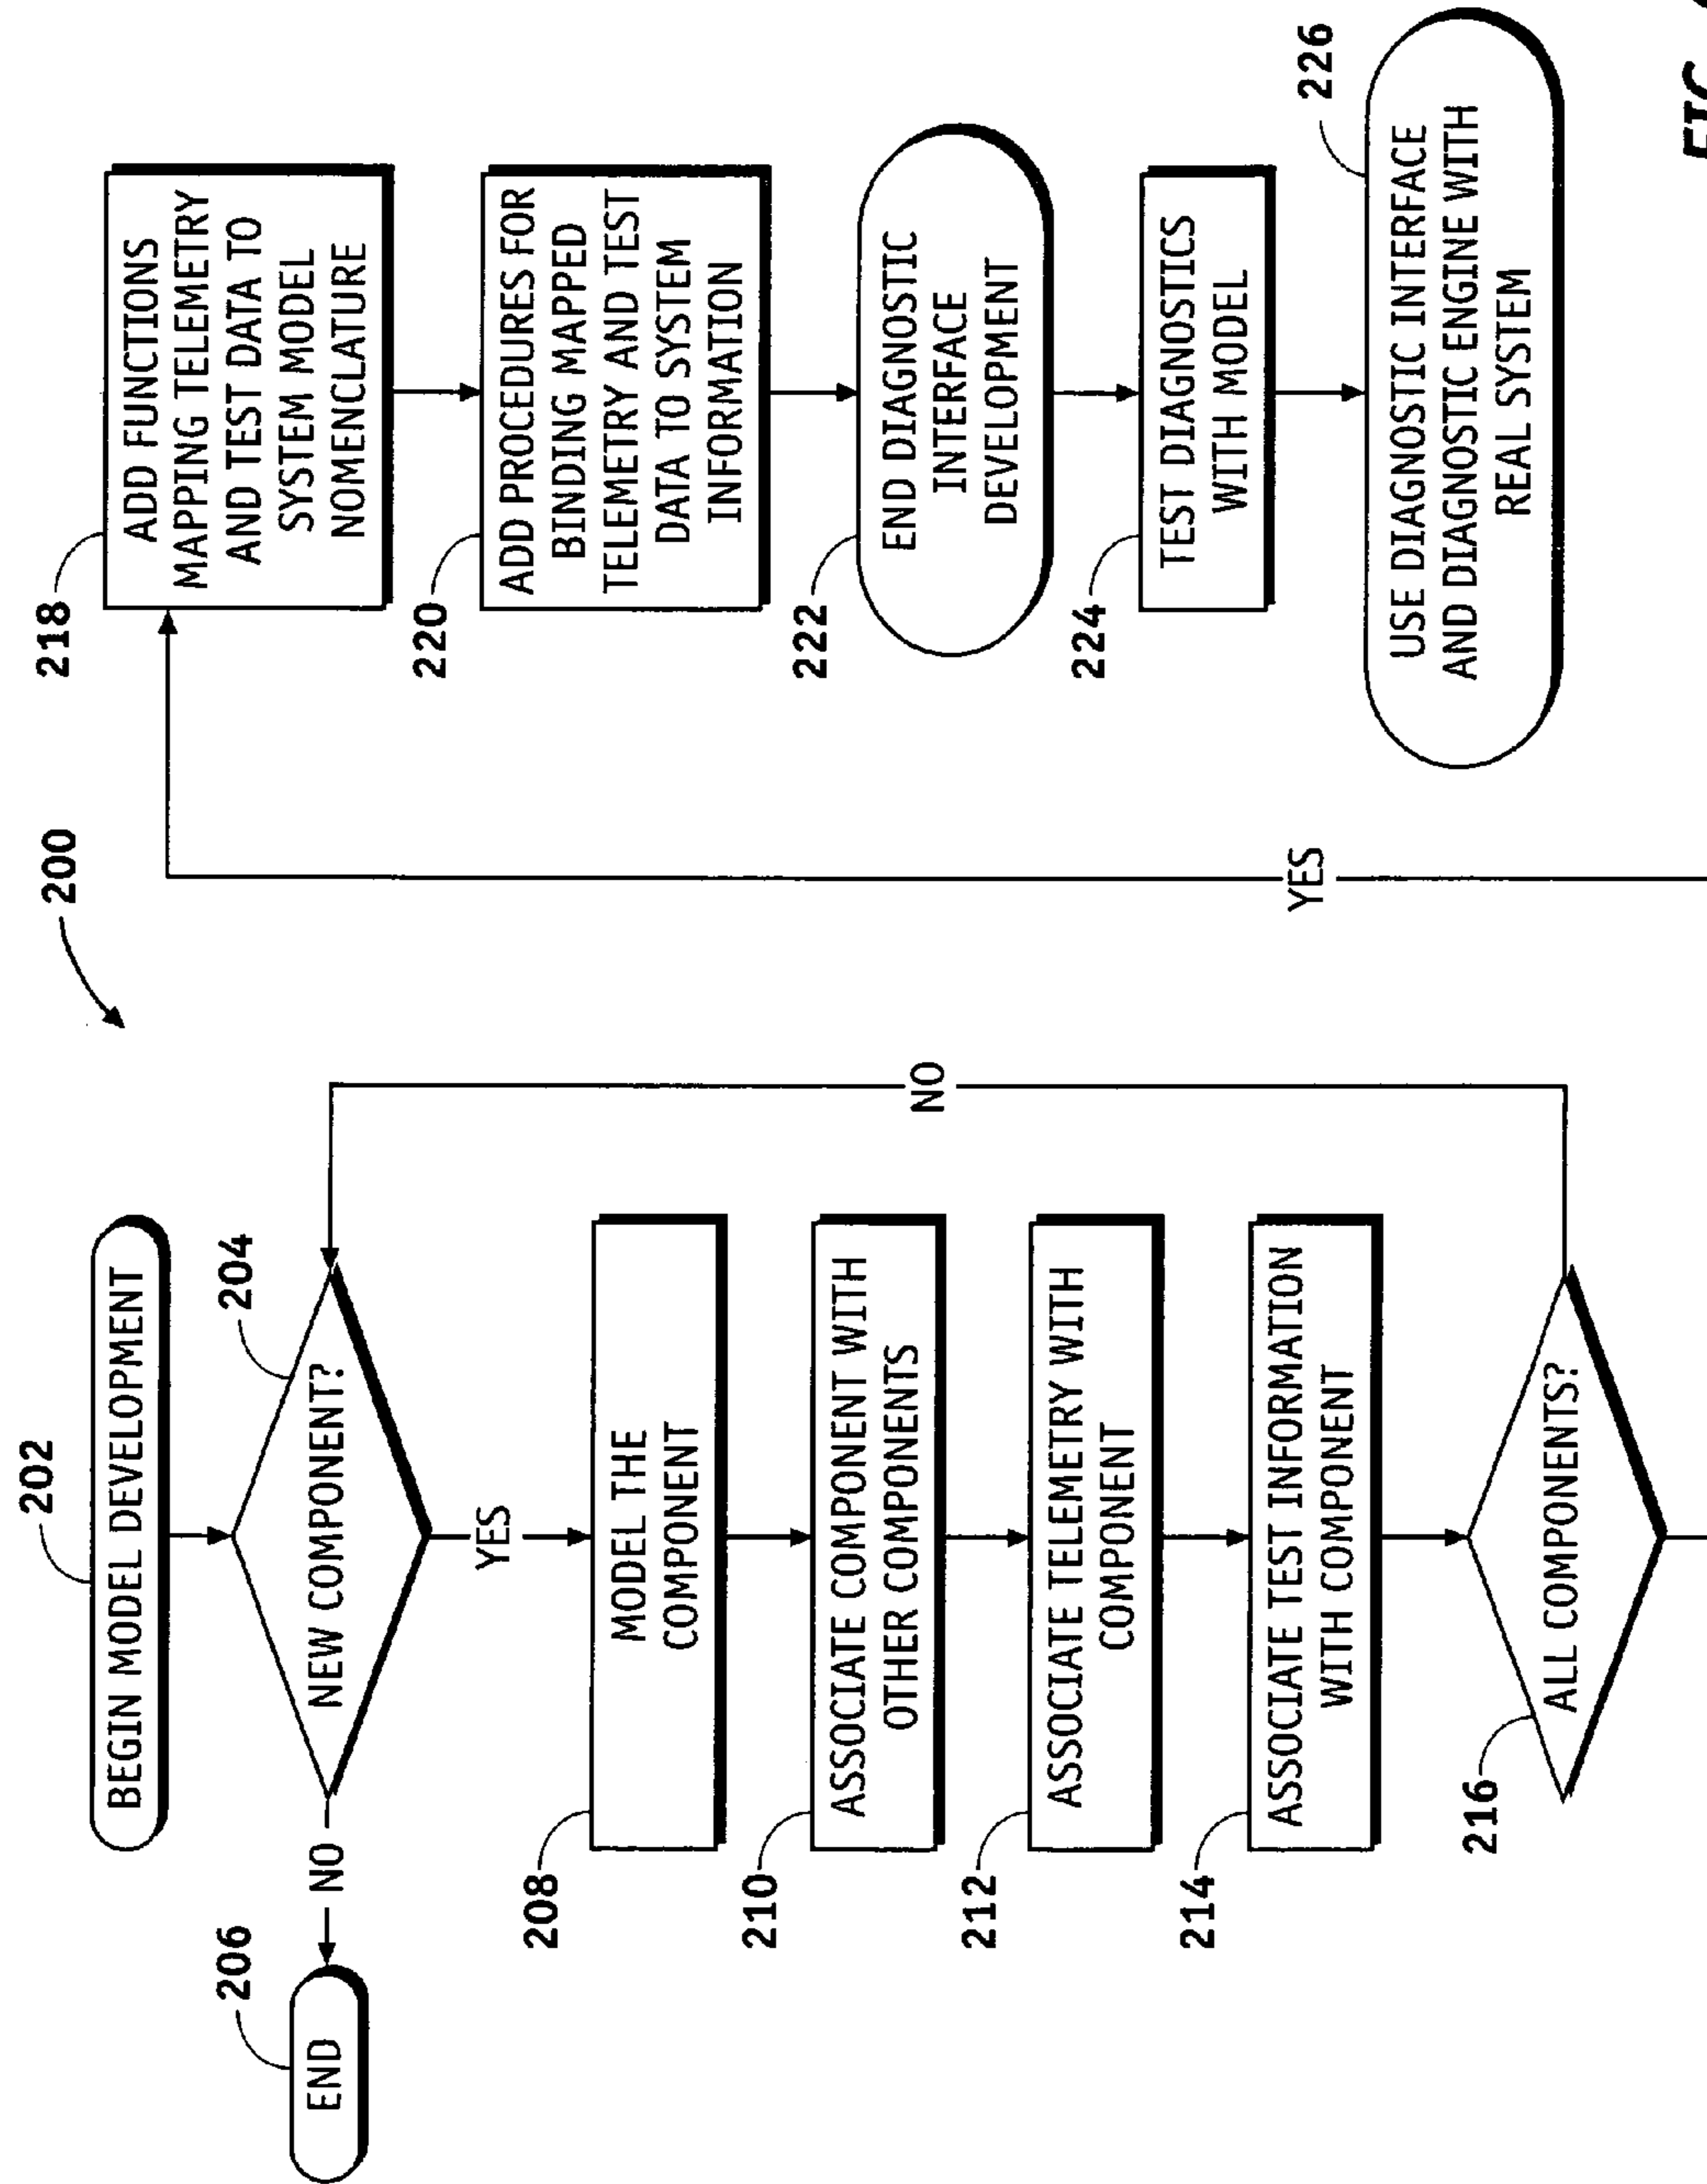 200
202
BEGIN MODEL DEVELOPMENT
204
NEW COMPONENT?
NO
206
END
YES
208
MODEL THE
COMPONENT
210
ASSOCIATE COMPONENT WITH
OTHER COMPONENTS
212
ASSOCIATE TELEMETRY WITH
COMPONENT
214
ASSOCIATE TEST INFORMATION
WITH COMPONENT
216
ALL COMPONENTS?
NO
YES
218
ADD FUNCTIONS
MAPPING TELEMETRY
AND TEST DATA TO
SYSTEM MODEL
NOMENCLATURE
220
ADD PROCEDURES FOR
BINDING MAPPED
TELEMETRY AND TEST
DATA TO SYSTEM
INFORMATION
222
END DIAGNOSTIC
INTERFACE
DEVELOPMENT
224
TEST DIAGNOSTICS
WITH MODEL
226
USE DIAGNOSTIC INTERFACE
AND DIAGNOSTIC ENGINE WITH
REAL SYSTEM